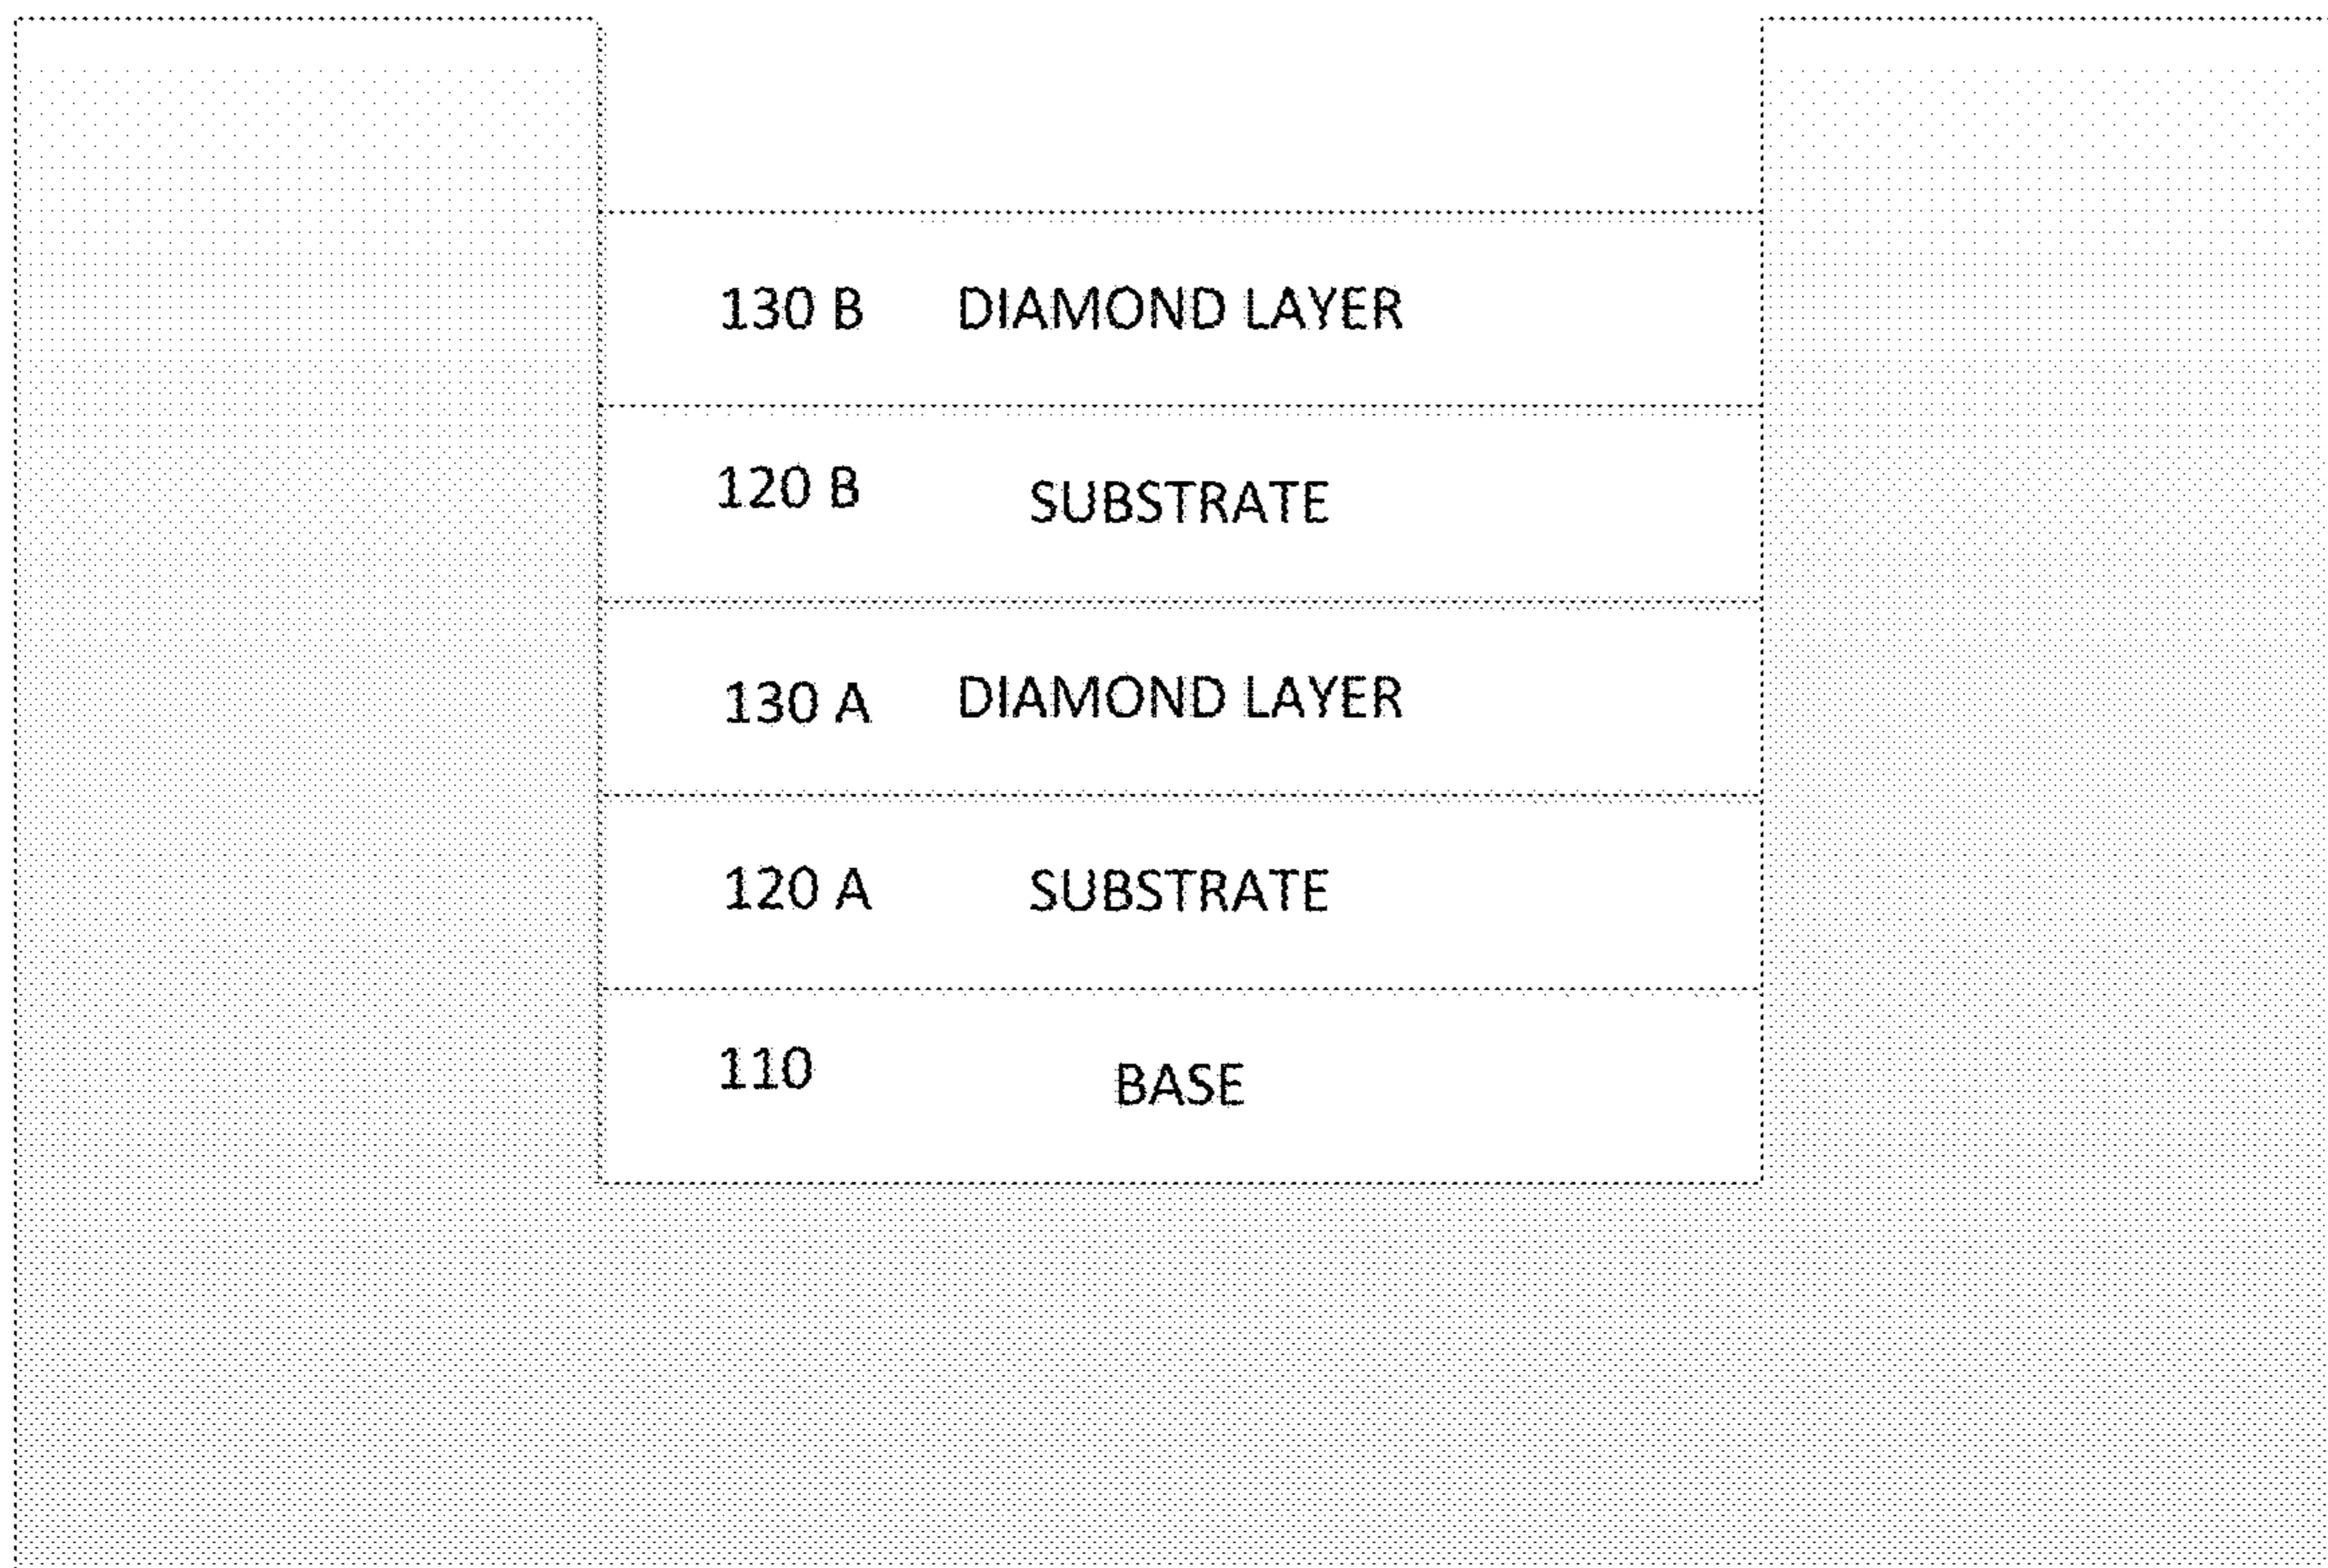 130 B DIAMOND LAYER
120 B SUBSTRATE
130 A DIAMOND LAYER
120 A SUBSTRATE
110 BASE